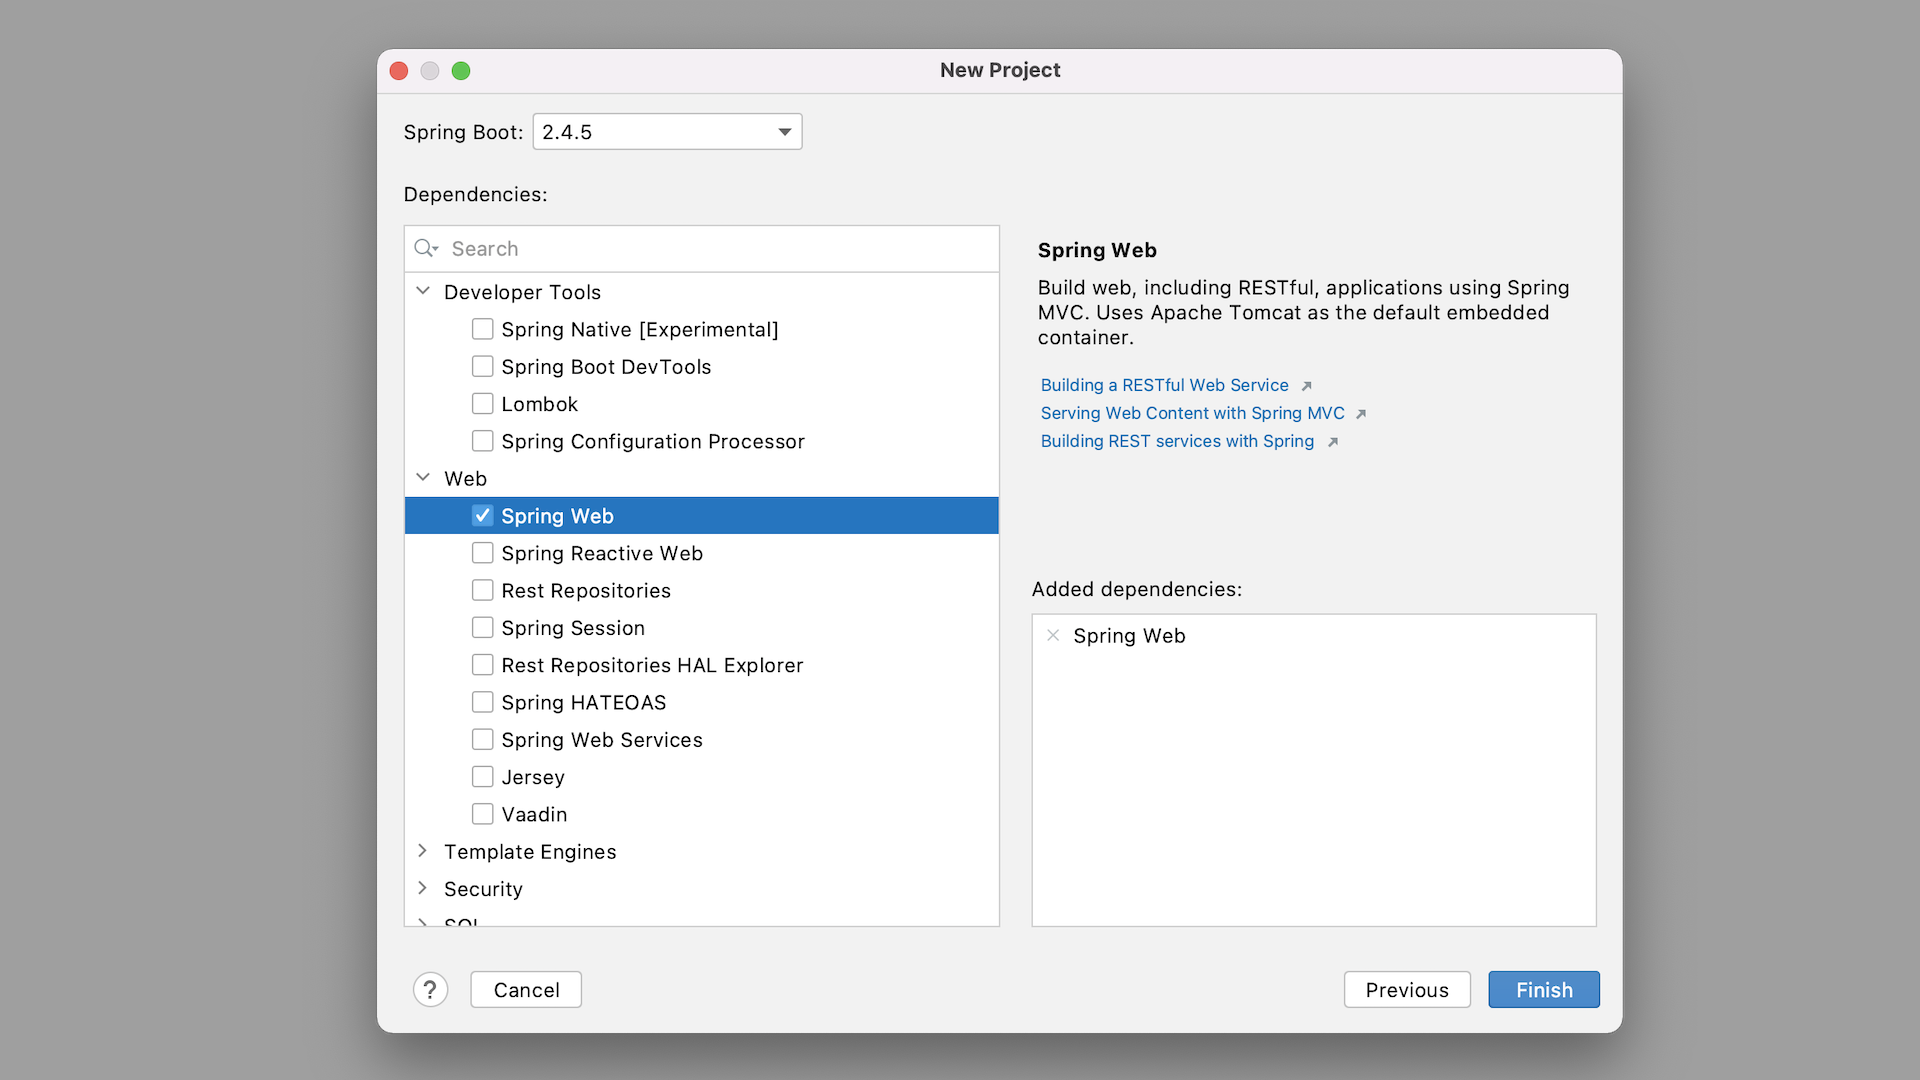 New Project
Spring Boot: 2.4.5
Dependencies:
Search
Developer Tools
Spring Native [Experimental]
Spring Boot DevTools
Lombok
Spring Configuration Processor
Web
Spring Web
Spring Reactive Web
Rest Repositories
Spring Session
Rest Repositories HAL Explorer
Spring HATEOAS
Spring Web Services
Jersey
Vaadin
Template Engines
Security
SQL
Spring Web
Build web, including RESTful, applications using Spring
MVC. Uses Apache Tomcat as the default embedded
container.
Building a RESTful Web Service
Serving Web Content with Spring MVC
Building REST services with Spring
Added dependencies:
Spring Web
?
Cancel
Previous
Finish